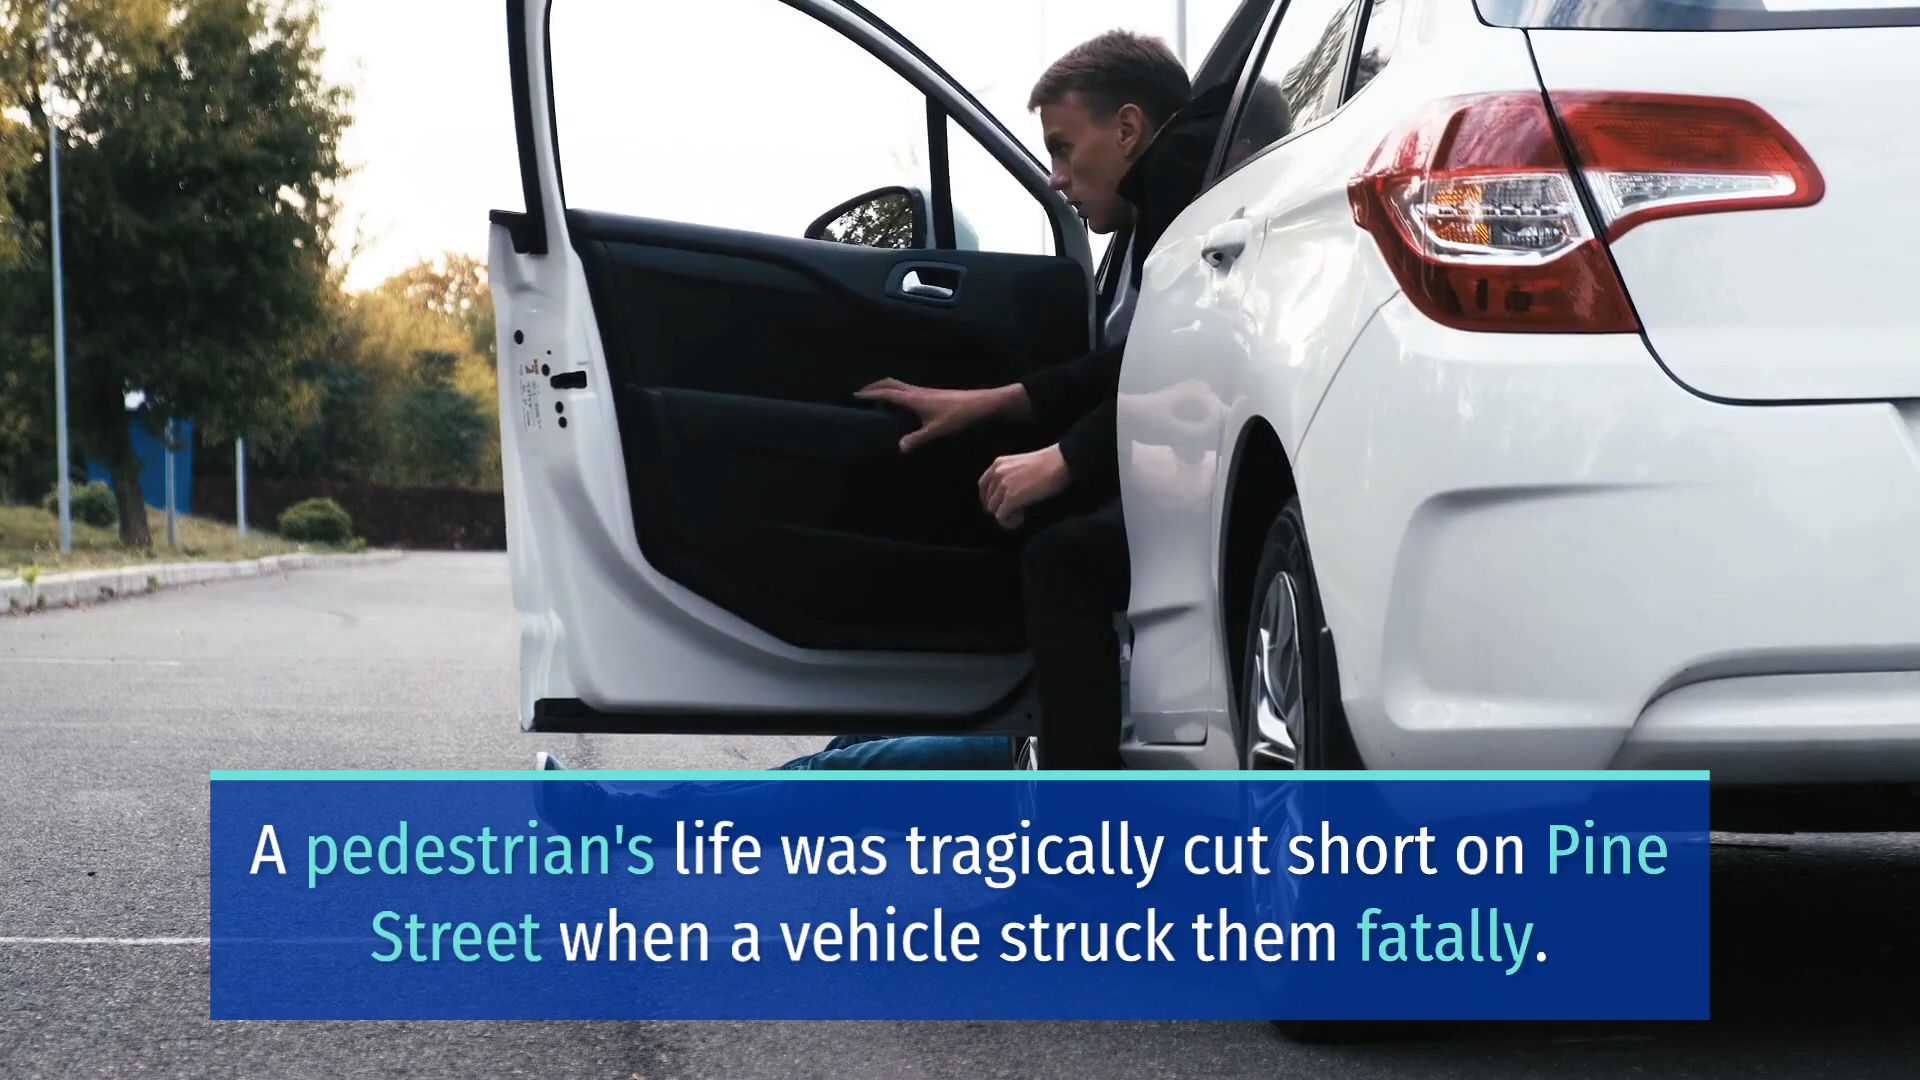 A pedestrian's life was tragically cut short on Pine
Street when a vehicle struck them fatally.